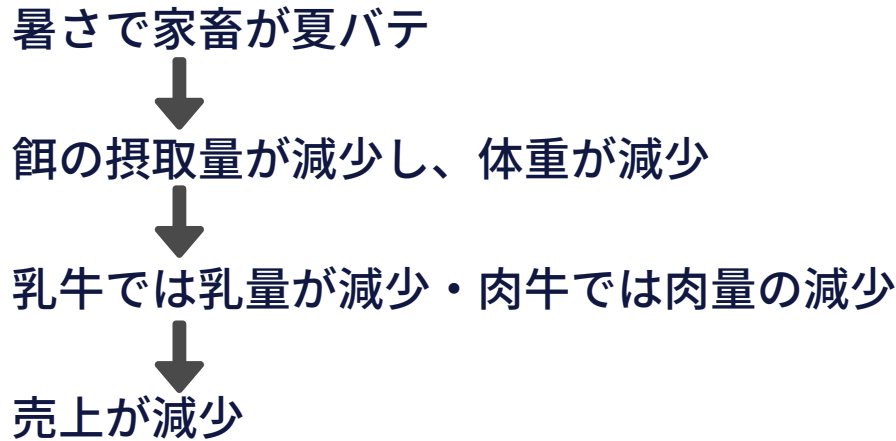 暑さで家畜が夏バテ
餌の摂取量が減少し、体重が減少
乳牛では乳量が減少・肉牛では肉量の減少
売上が減少